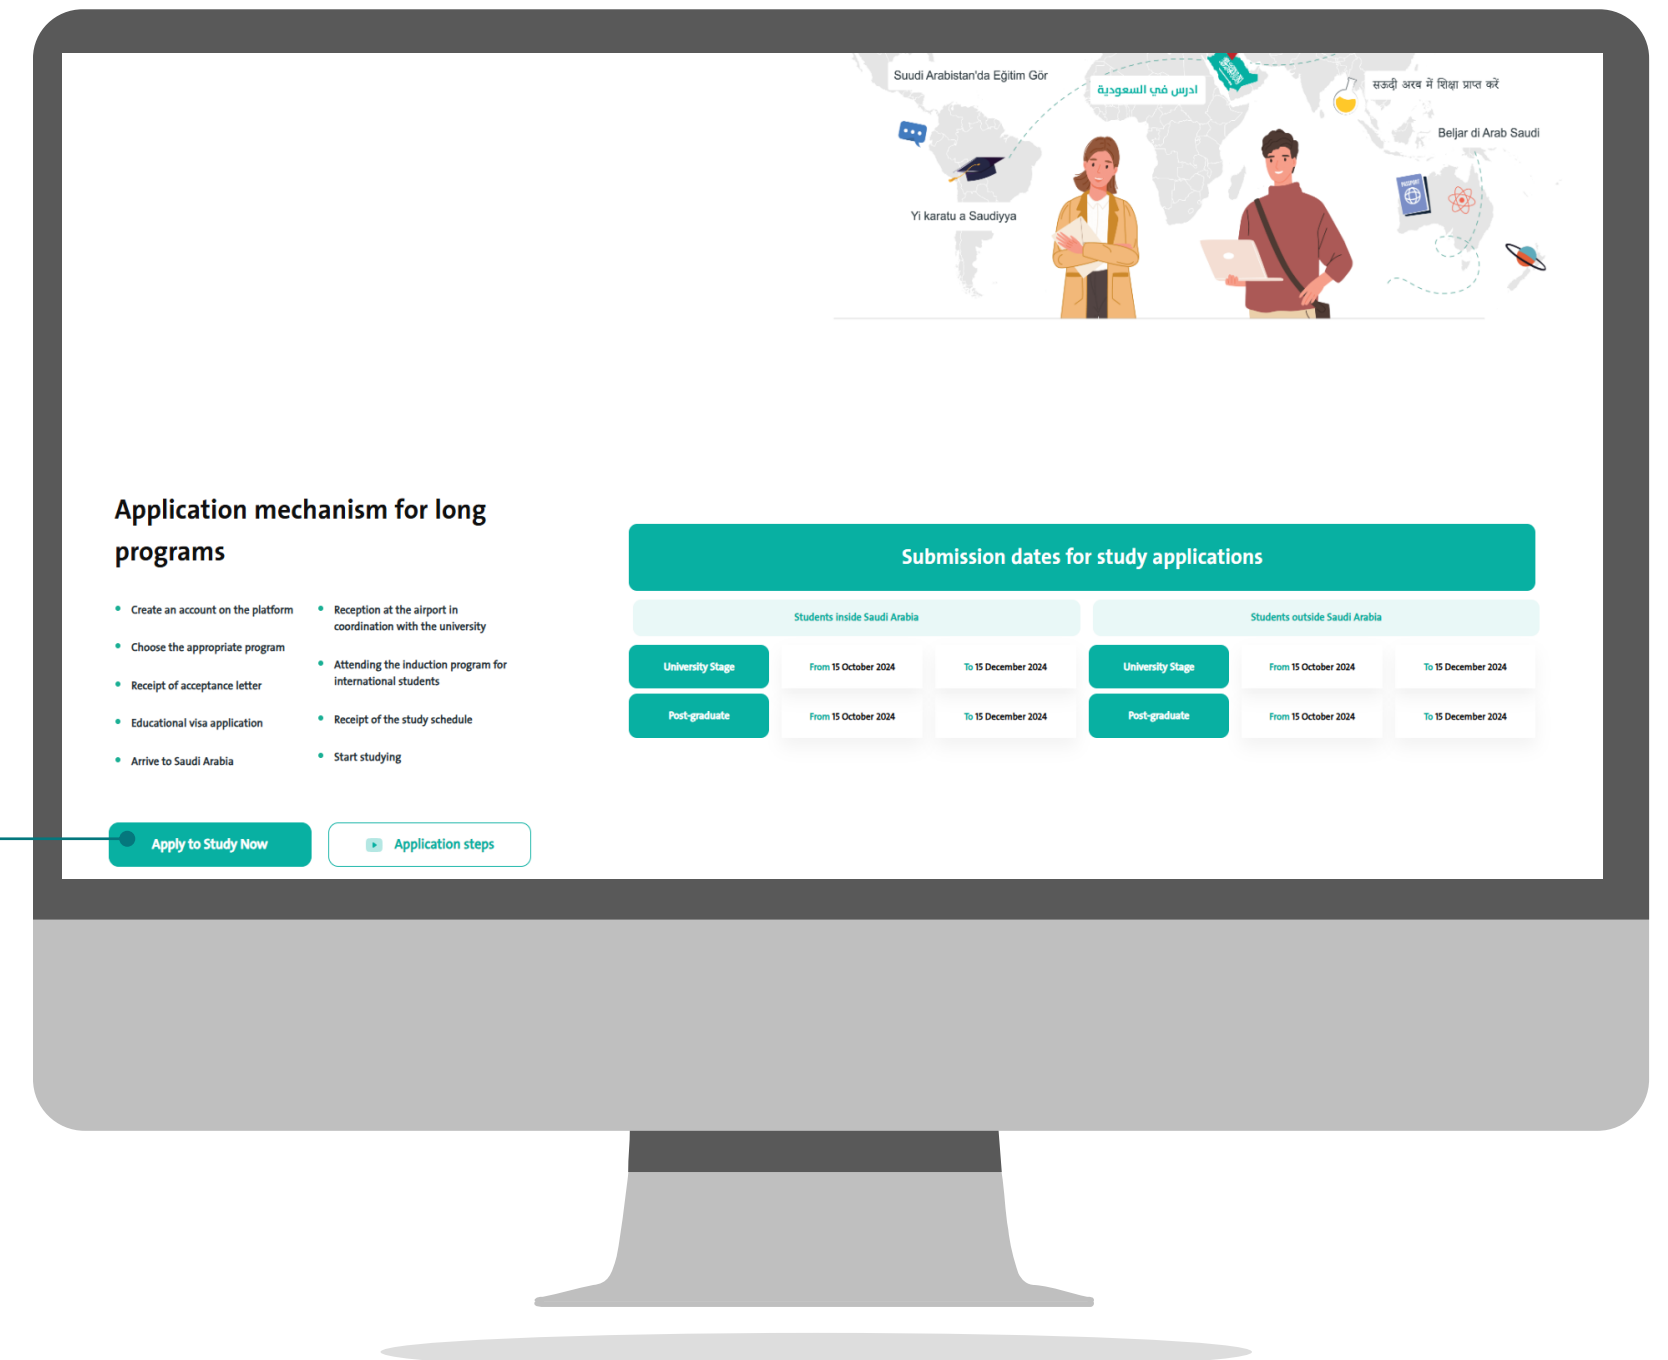 Suudi Arabistan'da Eğitim Gör
ادرس في السعودية
सऊदी अरब में शिक्षा प्राप्त करें
Beljar di Arab Saudi
PASSPORT
Yi karatu a Saudiyya
Application mechanism for long
programs
Create an account on the platform
Choose the appropriate program
Receipt of acceptance letter
Educational visa application
Arrive to Saudi Arabia
Reception at the airport in
coordination with the university
Attending the induction program for
international students
Receipt of the study schedule
Start studying
Apply to Study Now
Application steps
Submission dates for study applications
Students inside Saudi Arabia
University Stage From 15 October 2024 To 15 December 2024
Post-graduate From 15 October 2024 To 15 December 2024
Students outside Saudi Arabia
University Stage From 15 October 2024 To 15 December 2024
Post-graduate From 15 October 2024 To 15 December 2024